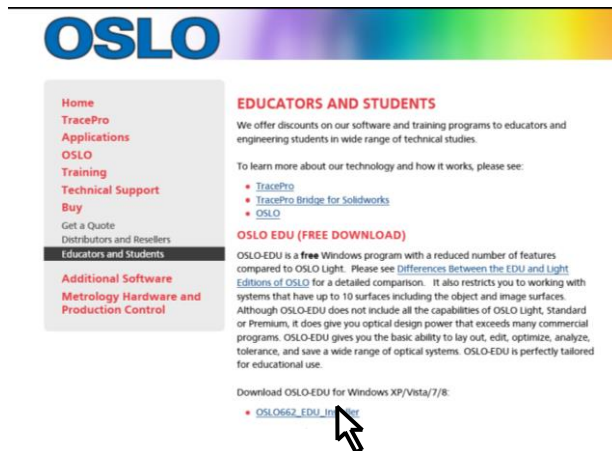 OSLO
Home
TracePro
Applications
OSLO
Training
Technical Support
Buy
Get a Quote
Distributors and Resellers
Educators and Students
Additional Software
Metrology Hardware and
Production Control
EDUCATORS AND STUDENTS
We offer discounts on our software and training programs to educators and
engineering students in wide range of technical studies.
To learn more about our technology and how it works, please see:
TracePro
TracePro Bridge for Solidworks
OSLO
OSLO EDU (FREE DOWNLOAD)
OSLO-EDU is a free Windows program with a reduced number of features
compared to OSLO Light. Please see Differences Between the EDU and Light
Editions of OSLO for a detailed comparison. It also restricts you to working with
systems that have up to 10 surfaces including the object and image surfaces.
Although OSLO-EDU does not include all the capabilities of OSLO Light, Standard
or Premium, it does give you optical design power that exceeds many commercial
programs. OSLO-EDU gives you the basic ability to lay out, edit, optimize, analyze,
tolerance, and save a wide range of optical systems. OSLO-EDU is perfectly tailored
for educational use.
Download OSLO-EDU for Windows XP/Vista/7/8:
OSLO662_EDU_Installer